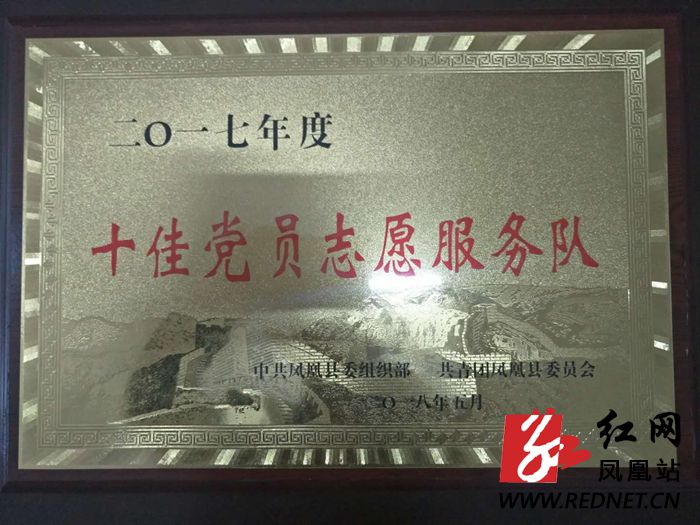 二〇一七年度
十佳党员志愿服务队
中共凤凰县委组织部 共青团凤凰县委员会
二〇一八年五月
红网
凤凰站
WWW.REDNET.CN